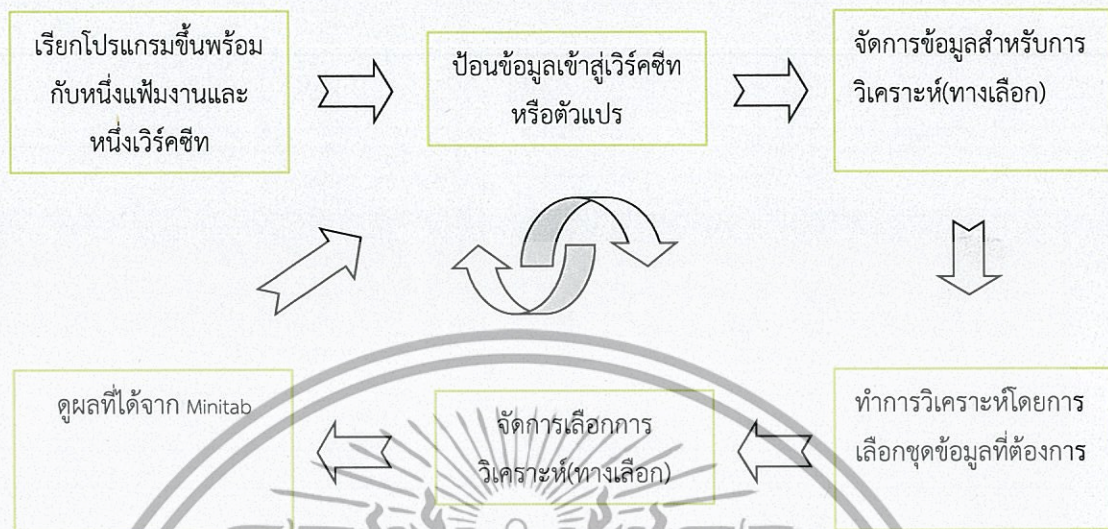 เรียกโปรแกรมขึ้นพร้อม
กับหนึ่งแฟ้มงานและ
หนึ่งเวิร์คซีท
ป้อนข้อมูลเข้าสู่เวิร์คซีท
หรือตัวแปร
จัดการข้อมูลสำหรับการ
วิเคราะห์(ทางเลือก)
ทำการวิเคราะห์โดยการ
เลือกชุดข้อมูลที่ต้องการ
จัดการเลือกการ
วิเคราะห์(ทางเลือก)
ดูผลที่ได้จาก Minitab